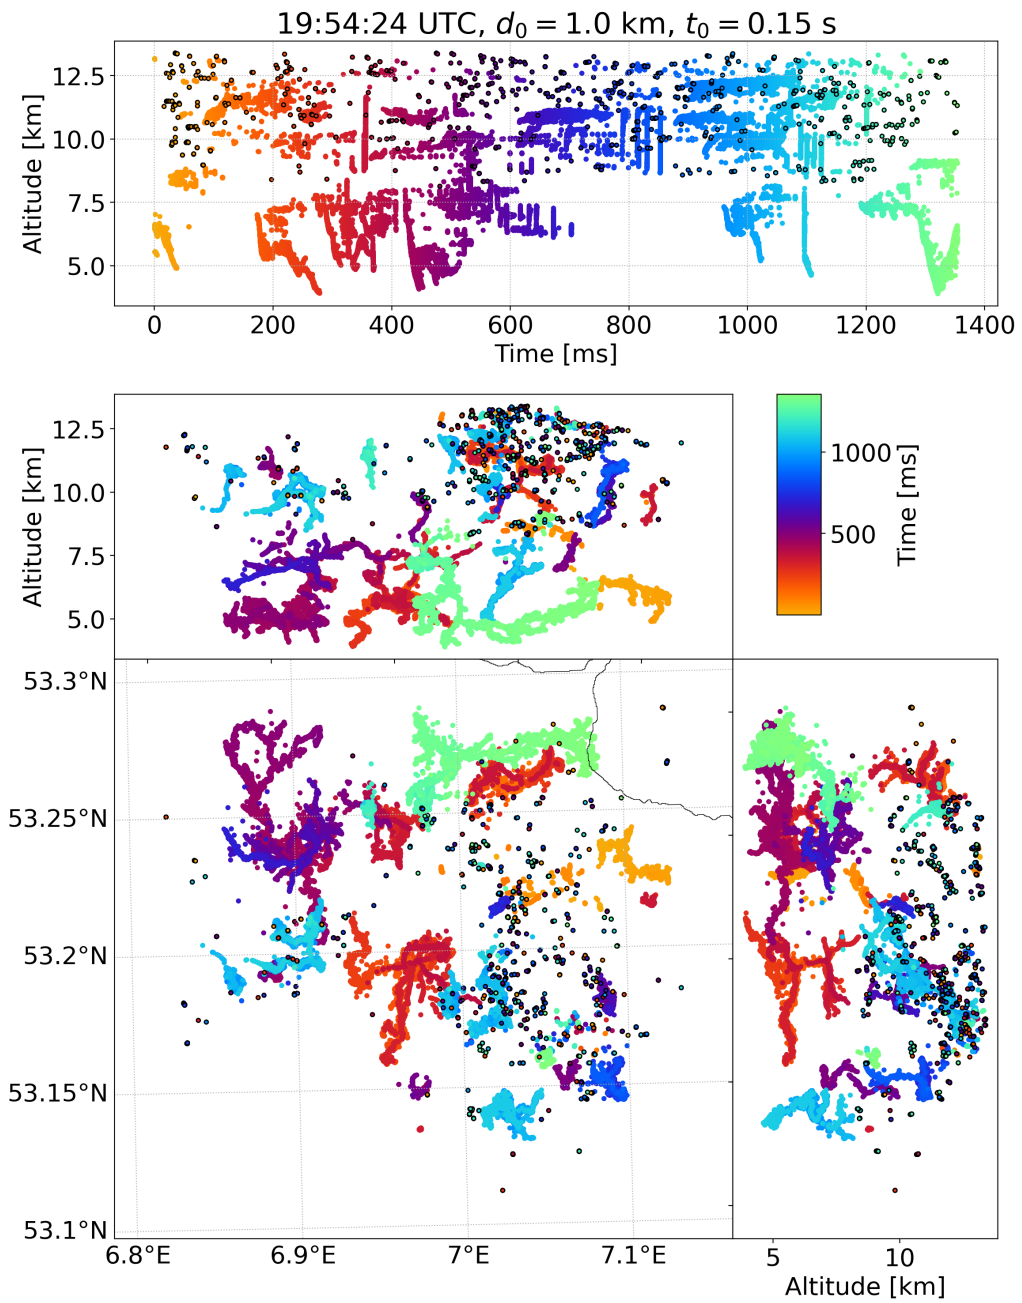 19:54:24 UTC, d₀ = 1.0 km, t₀ = 0.15 s
12.5
10.0
7.5
5.0
Altitude [km]
0 200 400 600 800 1000 1200 1400
Time [ms]
12.5
10.0
7.5
5.0
Altitude [km]
1000
500
Time [ms]
53.3°N
53.25°N
53.2°N
53.15°N
53.1°N
6.8°E 6.9°E 7°E 7.1°E
5 10
Altitude [km]